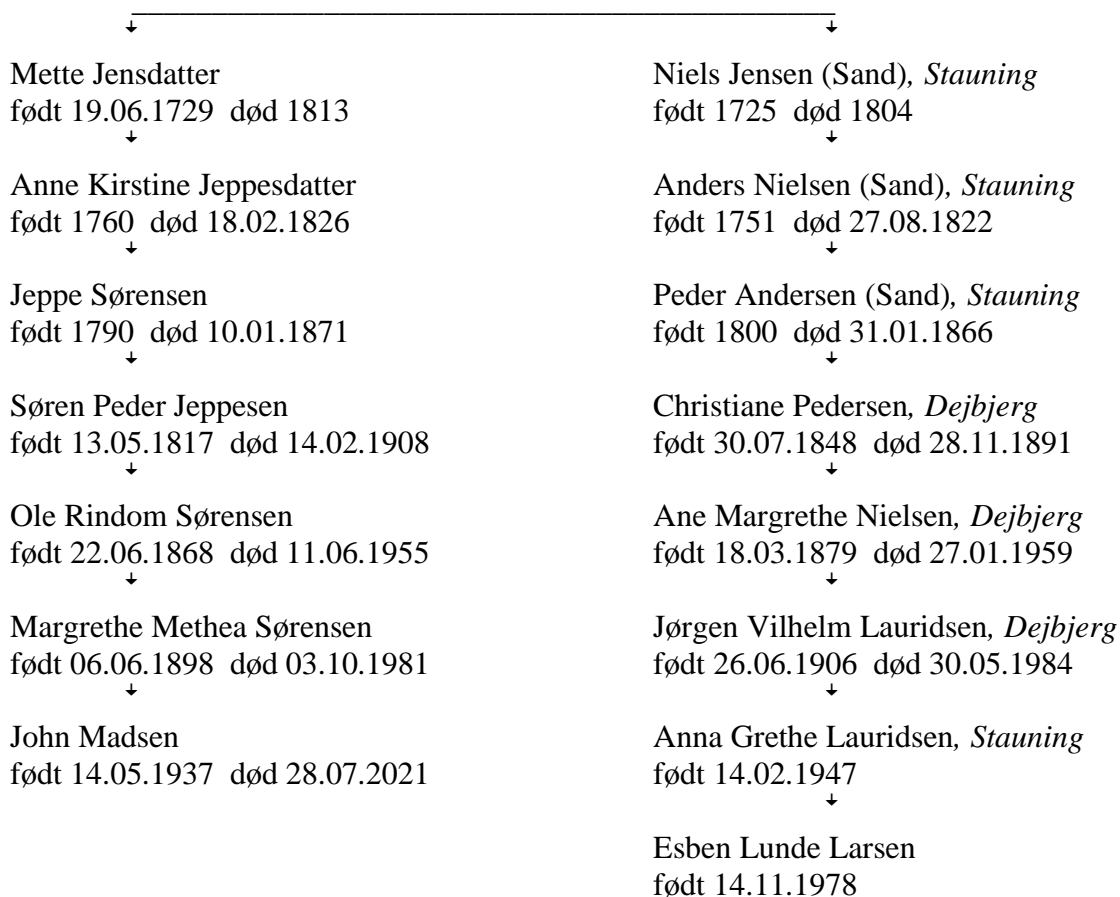 Mette Jensdatter
født 19.06.1729 død 1813
Anne Kirstine Jeppesdatter
født 1760 død 18.02.1826
Jeppe Sørensen
født 1790 død 10.01.1871
Søren Peder Jeppesen
født 13.05.1817 død 14.02.1908
Ole Rindom Sørensen
født 22.06.1868 død 11.06.1955
Margrethe Methea Sørensen
født 06.06.1898 død 03.10.1981
John Madsen
født 14.05.1937 død 28.07.2021
Niels Jensen (Sand), Stauning
født 1725 død 1804
Anders Nielsen (Sand), Stauning
født 1751 død 27.08.1822
Peder Andersen (Sand), Stauning
født 1800 død 31.01.1866
Christiane Pedersen, Dejbjerg
født 30.07.1848 død 28.11.1891
Ane Margrethe Nielsen, Dejbjerg
født 18.03.1879 død 27.01.1959
Jørgen Vilhelm Lauridsen, Dejbjerg
født 26.06.1906 død 30.05.1984
Anna Grethe Lauridsen, Stauning
født 14.02.1947
Esben Lunde Larsen
født 14.11.1978